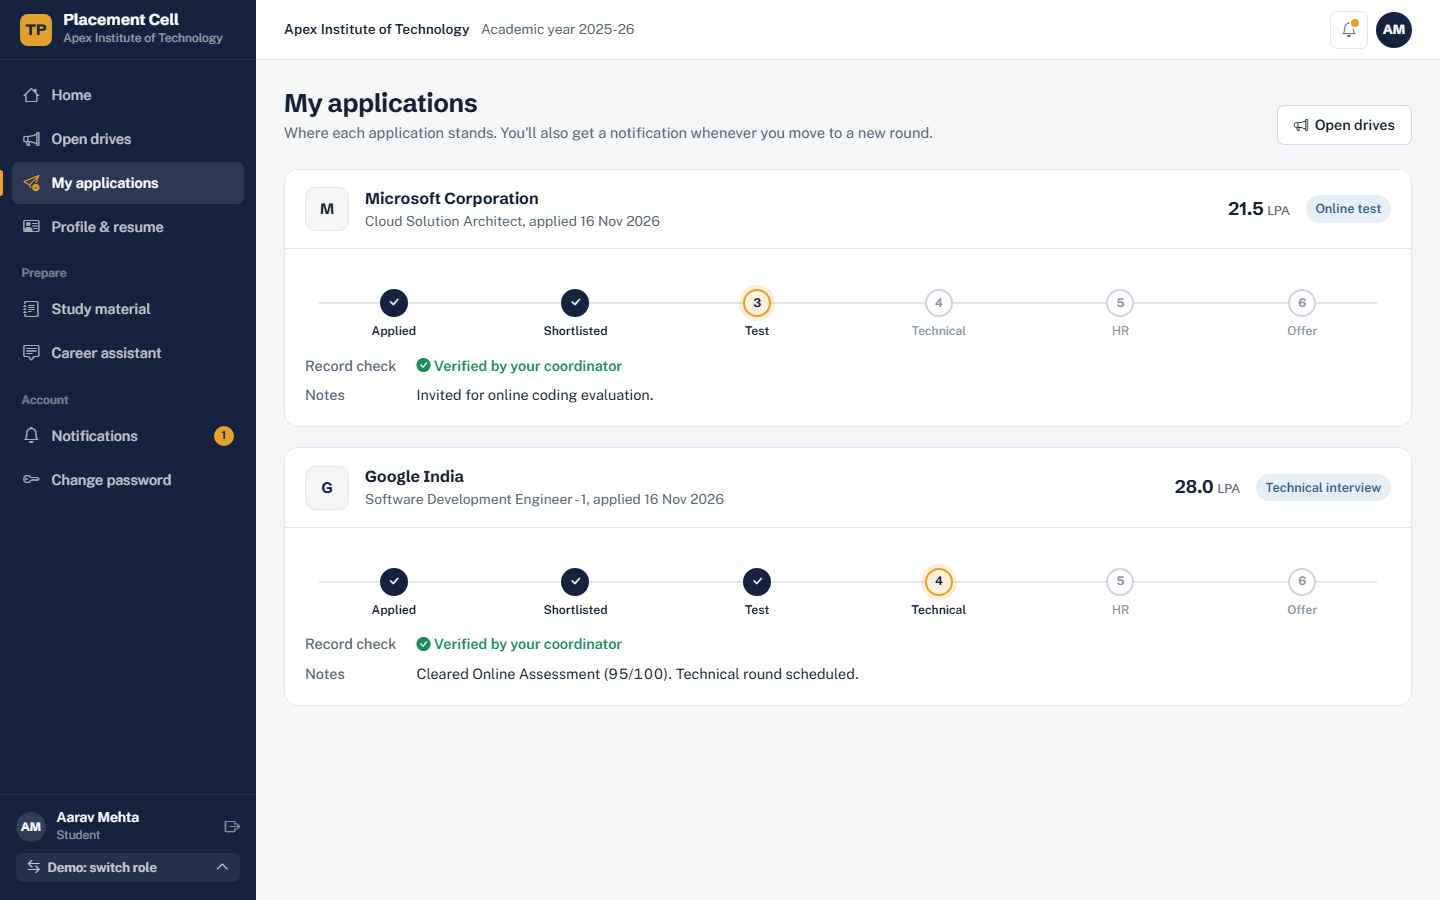 TP
Placement Cell
Apex Institute of Technology
Home
Open drives
My applications
Profile & resume
Prepare
Study material
Career assistant
Account
Notifications 1
Change password
AM
Aarav Mehta
Student
Demo: switch role
Apex Institute of Technology Academic year 2025-26
AM
My applications
Where each application stands. You'll also get a notification whenever you move to a new round.
Open drives
M
Microsoft Corporation
Cloud Solution Architect, applied 16 Nov 2026
21.5 LPA Online test
3 4 5 6
Applied Shortlisted Test Technical HR Offer
Record check Verified by your coordinator
Notes Invited for online coding evaluation.
G
Google India
Software Development Engineer - 1, applied 16 Nov 2026
28.0 LPA Technical interview
4 5 6
Applied Shortlisted Test Technical HR Offer
Record check Verified by your coordinator
Notes Cleared Online Assessment (95/100). Technical round scheduled.